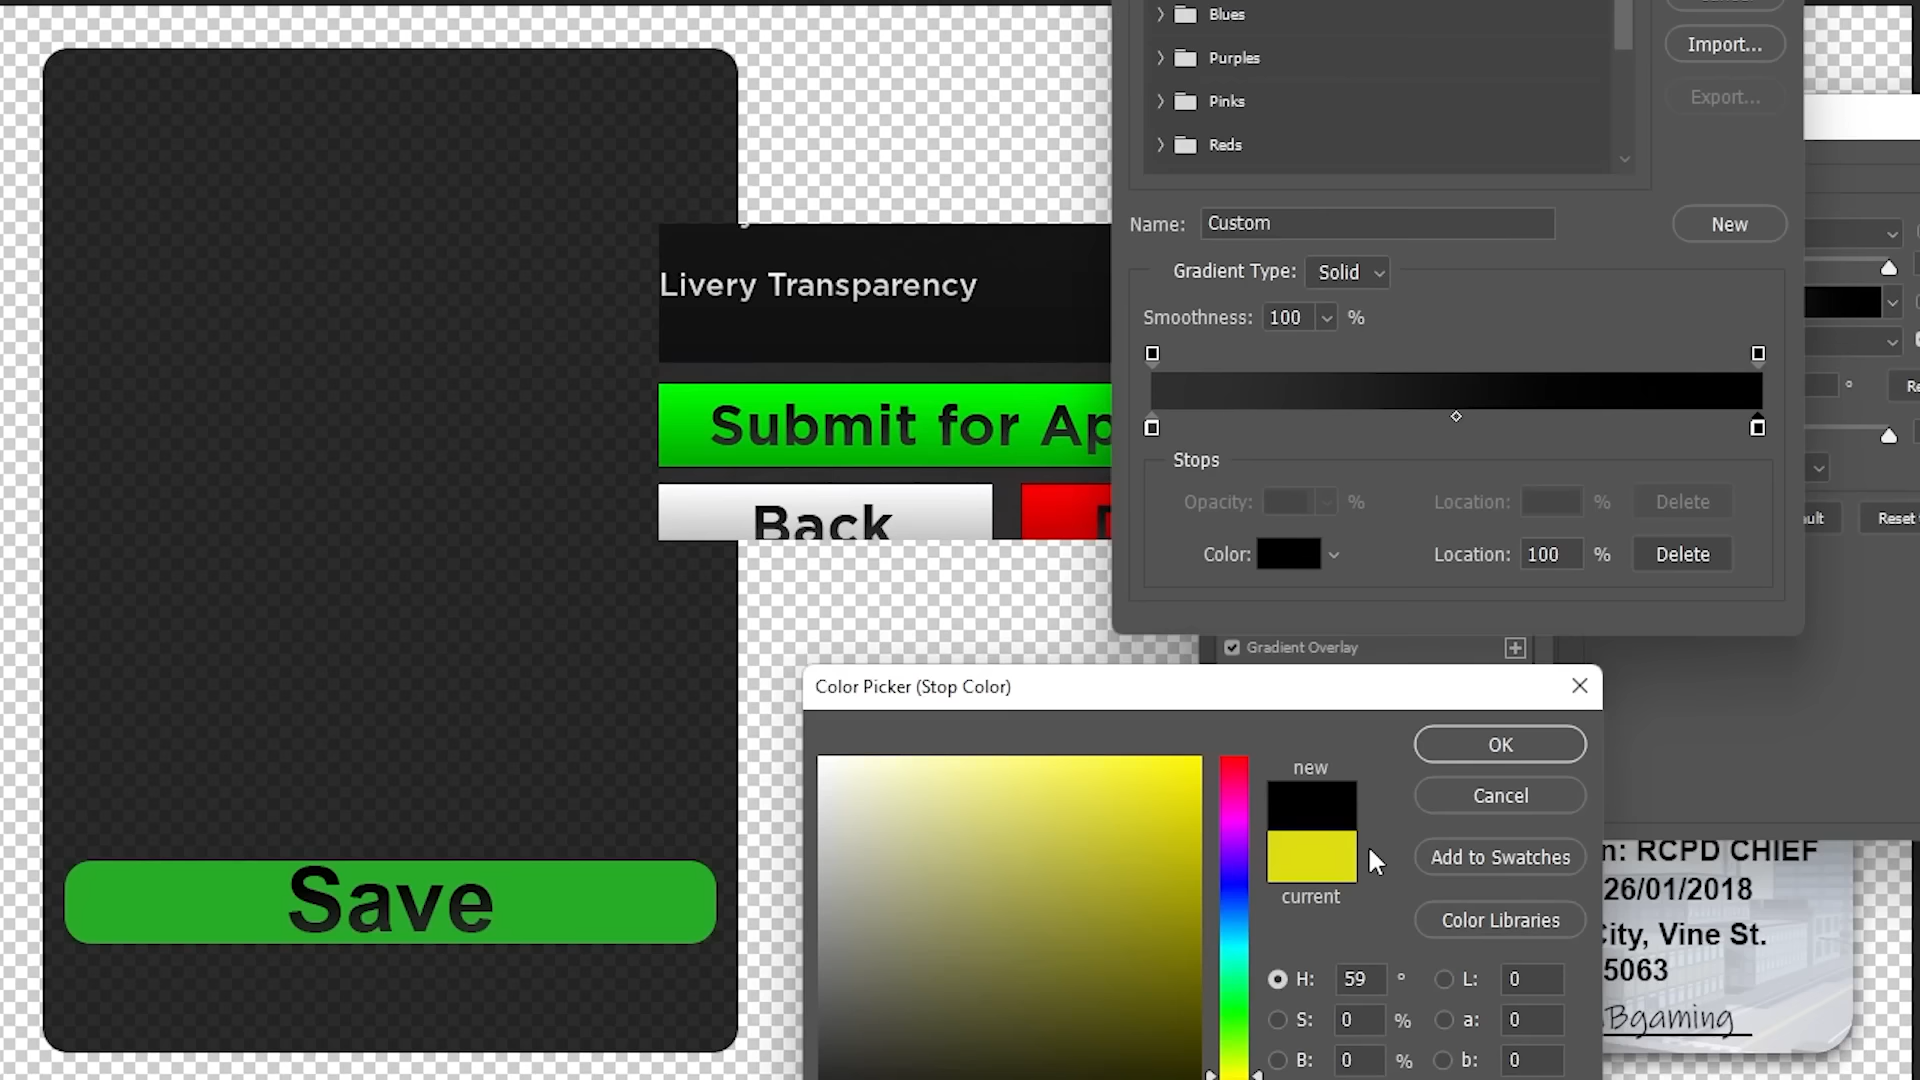 Blues
Import...
Purples
Export...
Pinks
Reds
Name: Custom
New
Livery Transparency
Gradient Type: Solid
Smoothness: 100 %
Submit for Ap
Back
Stops
Opacity: % Location: % Delete
Color: Location: 100 % Delete
ult
Reset
Gradient Overlay
Color Picker (Stop Color)
OK
new
Cancel
Add to Swatches
current
Color Libraries
H: 59 ° L: 0
S: 0 % a: 0
B: 0 % b: 0
Save
n: RCPD CHIEF
26/01/2018
City, Vine St.
5063
Bgaming